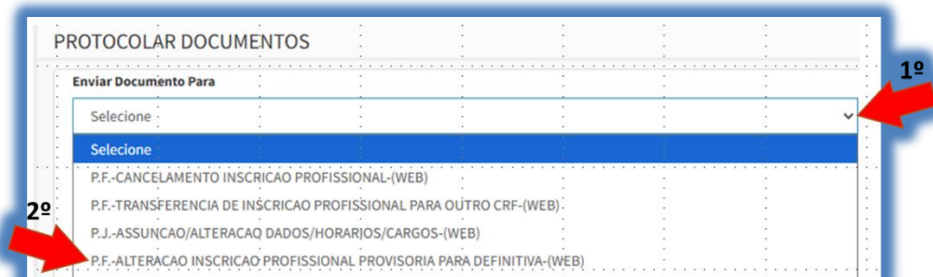 PROTOCOLAR DOCUMENTOS
1º
Enviar Documento Para
Selecione
Selecione
P.F.-CANCELAMENTO INSCRICAO PROFISSIONAL-(WEB)
P.F.-TRANSFERENCIA DE INSCRICAO PROFISSIONAL PARA OUTRO CRF-(WEB)
2º
P.J.-ASSUNCAO/ALTERACAO DADOS/HORARIOS/CARGOS-(WEB)
P.F.-ALTERACAO INSCRICAO PROFISSIONAL PROVISORIA PARA DEFINITIVA-(WEB)